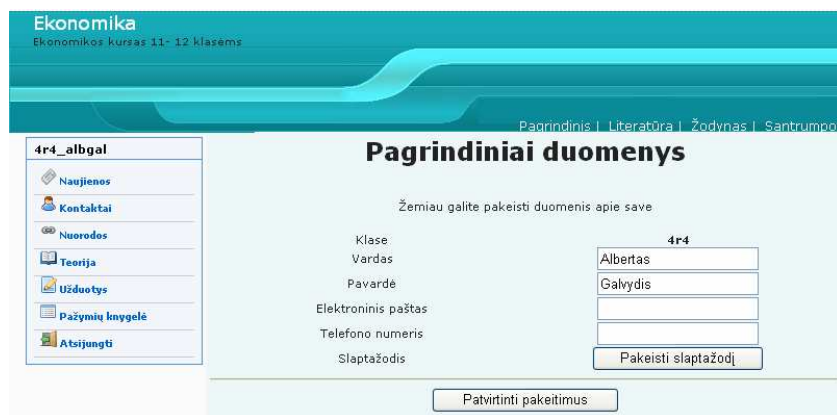 Ekonomika
Ekonomikos kursas 11- 12 klasėms
Pagrindinis | Literatūra | Žodynas | Santrumpo
4r4_albgal
Naujienos
Kontaktai
Nuorodos
Teorija
Užduotys
Pažymių knygelė
Atsijungti
Pagrindiniai duomenys
Žemiau galite pakeisti duomenis apie save
Klase 4r4
Vardas Albertas
Pavardė Galvydis
Elektroninis paštas
Telefono numeris
Slaptažodis Pakeisti slaptažodį
Patvirtinti pakeitimus